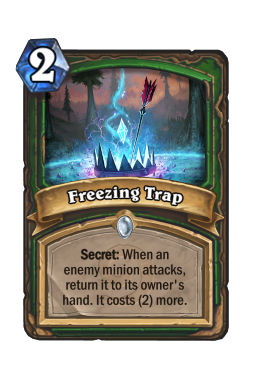 2
Freezing Trap
Secret: When an
enemy minion attacks,
return it to its owner's
hand. It costs (2) more.